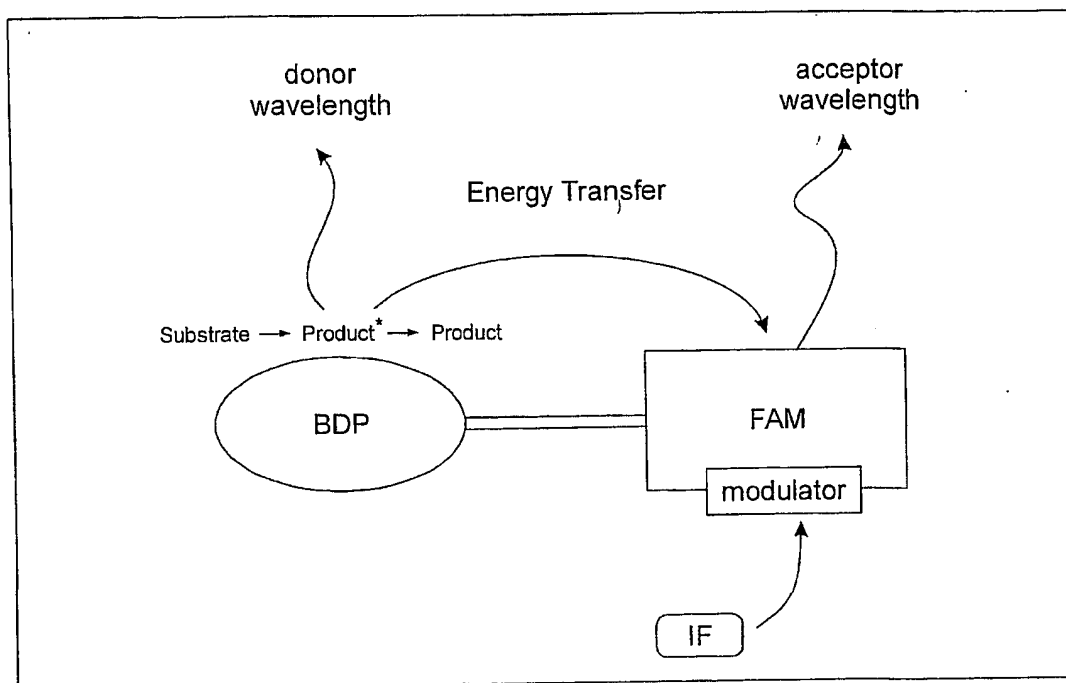 donor
wavelength
acceptor
wavelength
Energy Transfer
Substrate → Product* → Product
BDP
FAM
modulator
IF